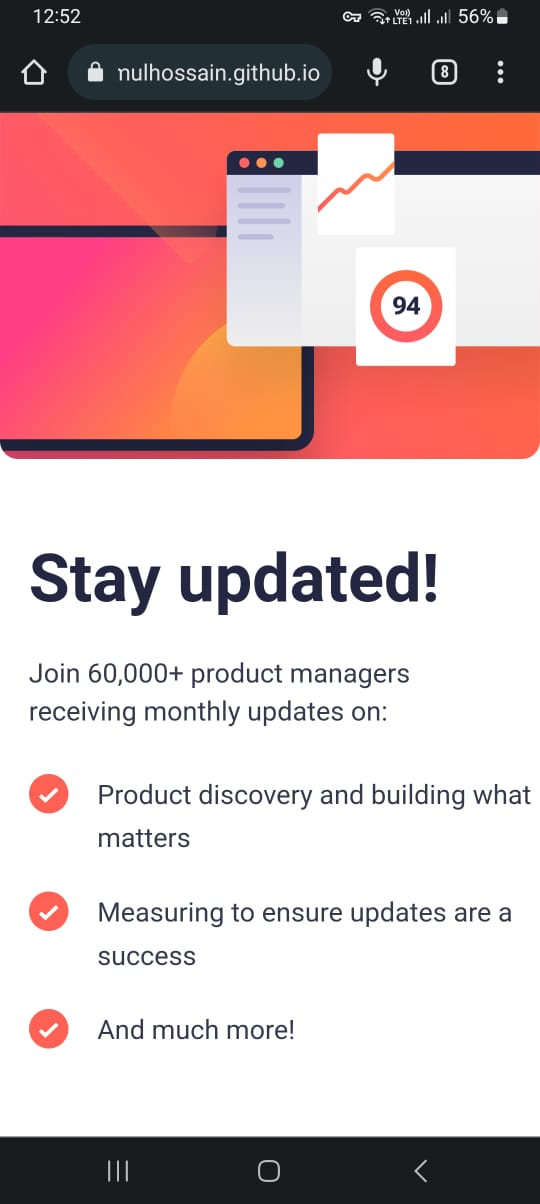 12:52
Vo)) LTE1 56%
nulhossain.github.io
8
94
Stay updated!
Join 60,000+ product managers
receiving monthly updates on:
Product discovery and building what
matters
Measuring to ensure updates are a
success
And much more!